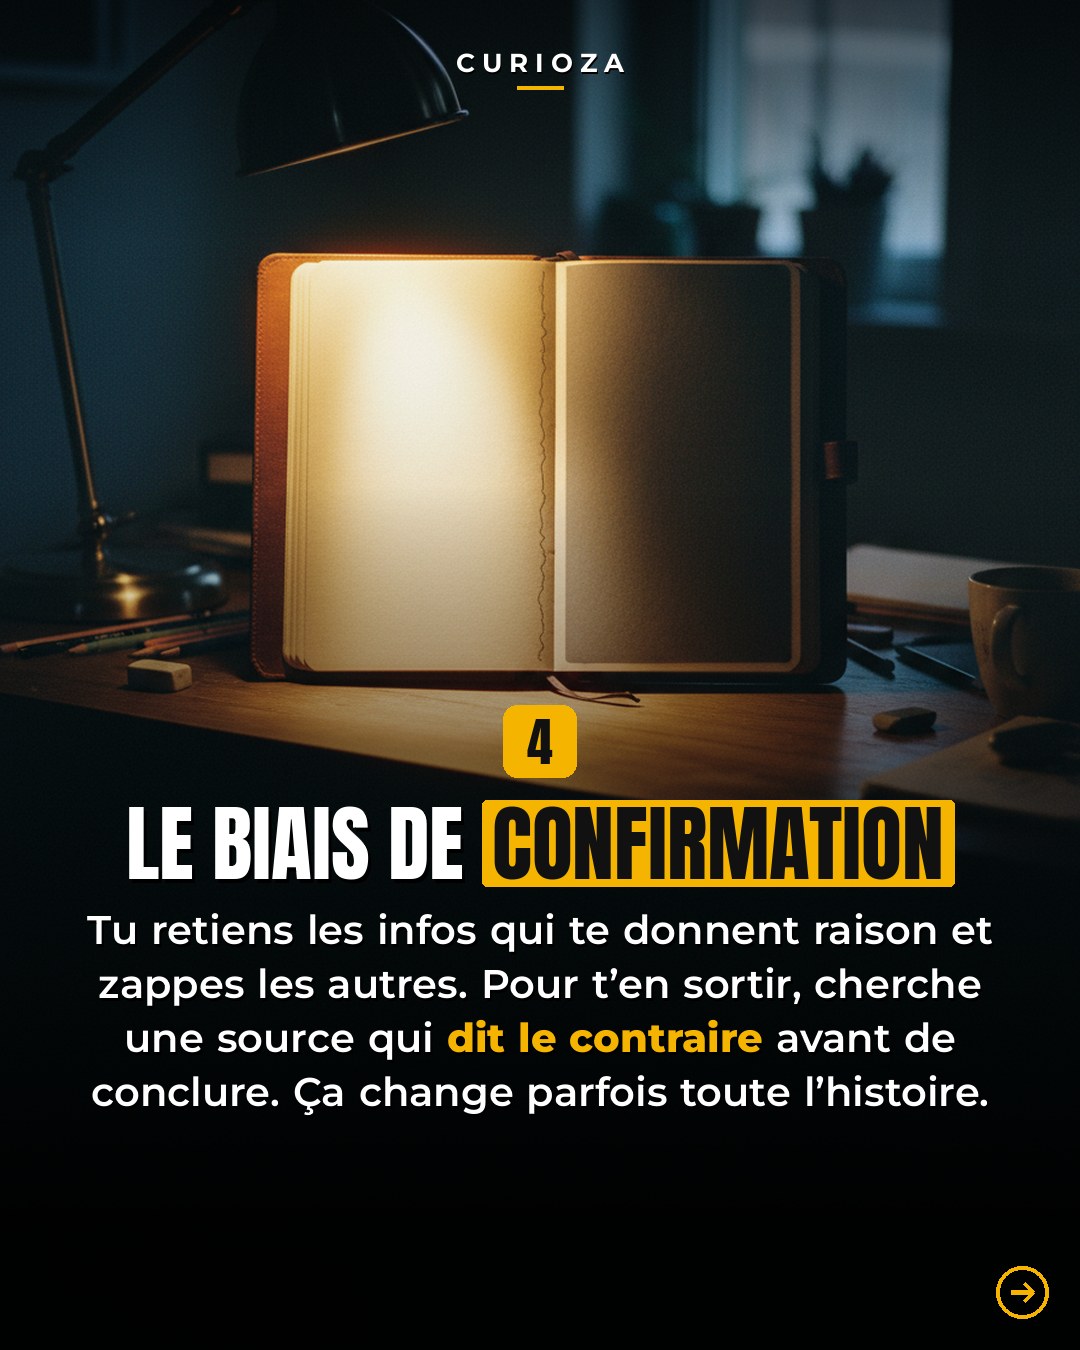 CURIOZA
4
LE BIAIS DE CONFIRMATION
Tu retiens les infos qui te donnent raison et
zappes les autres. Pour t’en sortir, cherche
une source qui dit le contraire avant de
conclure. Ça change parfois toute l’histoire.